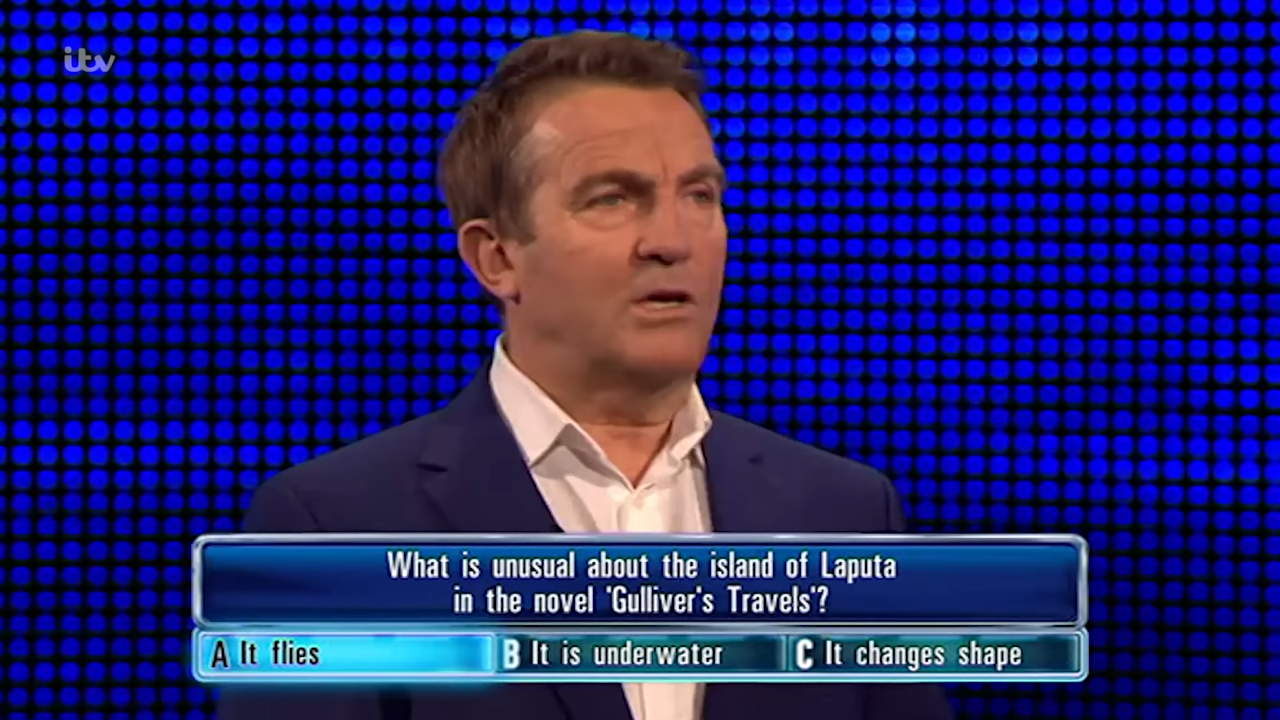 itv
What is unusual about the island of Laputa
in the novel 'Gulliver's Travels'?
A It flies
B It is underwater
C It changes shape